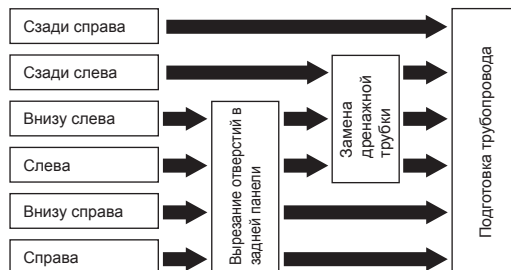 Сзади справа
Сзади слева
Внизу слева
Слева
Внизу справа
Справа
Вырезание отверстий в
задней панели
Замена
дренажной
трубки
Подготовка трубопровода